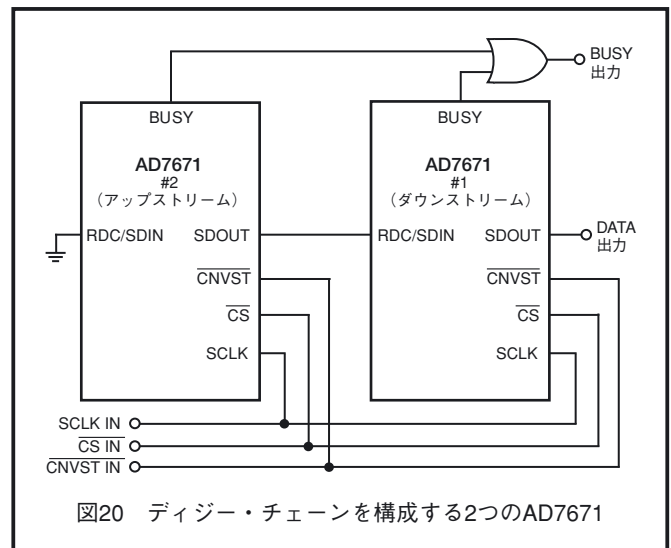 BUSY
出力
BUSY
BUSY
AD7671
#2
（アップストリーム）
AD7671
#1
（ダウンストリーム）
RDC/SDIN
SDOUT
RDC/SDIN
SDOUT
DATA
出力
CNVST
CNVST
CS
CS
SCLK
SCLK
SCLK IN
CS IN
CNVST IN
図20 ディジー・チェーンを構成する2つのAD7671